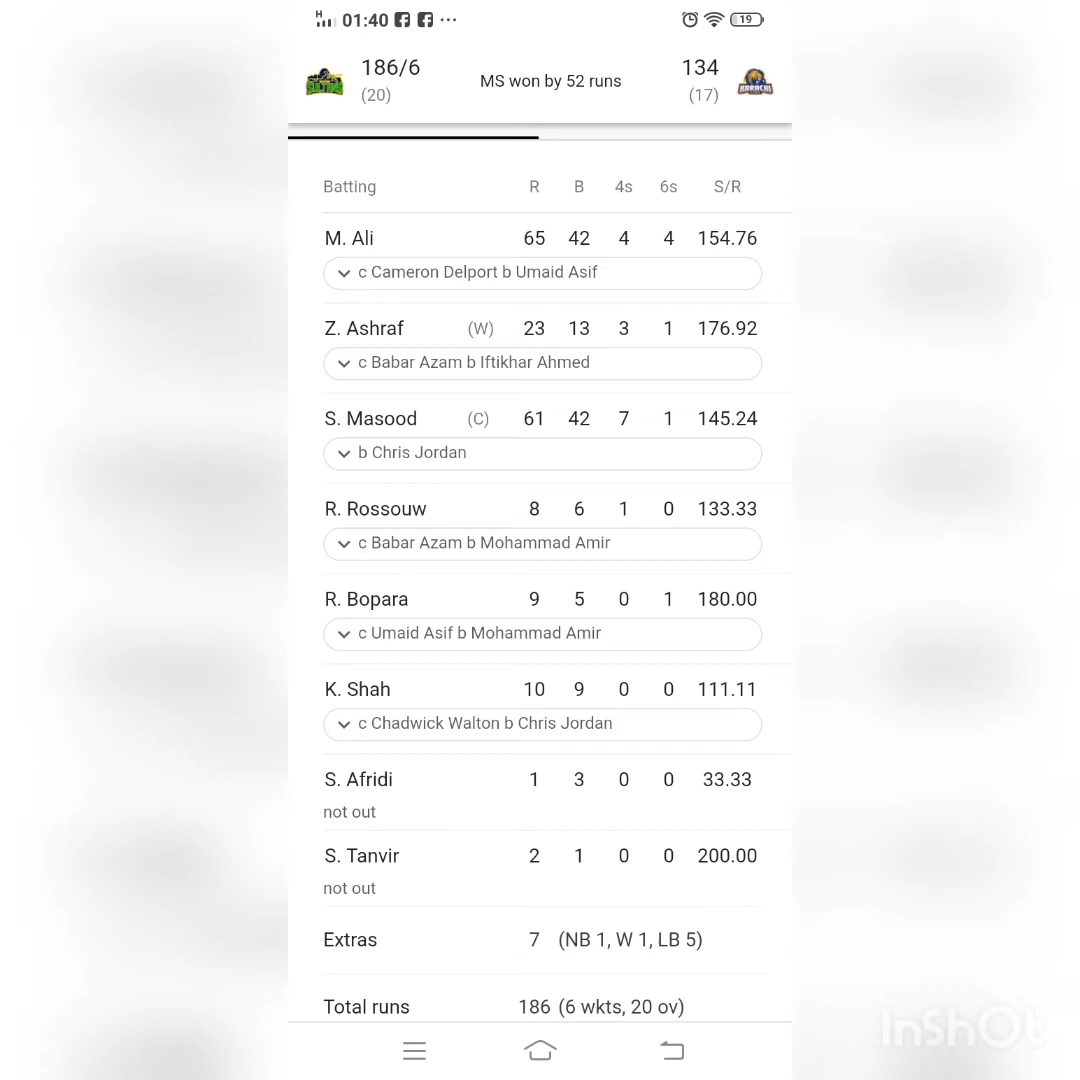 H 01:40 ... 19
186/6 MS won by 52 runs 134
(20) (17)
SULTANS KARACHI
Batting R B 4s 6s S/R
M. Ali 65 42 4 4 154.76
c Cameron Delport b Umaid Asif
Z. Ashraf (W) 23 13 3 1 176.92
c Babar Azam b Iftikhar Ahmed
S. Masood (C) 61 42 7 1 145.24
b Chris Jordan
R. Rossouw 8 6 1 0 133.33
c Babar Azam b Mohammad Amir
R. Bopara 9 5 0 1 180.00
c Umaid Asif b Mohammad Amir
K. Shah 10 9 0 0 111.11
c Chadwick Walton b Chris Jordan
S. Afridi 1 3 0 0 33.33
not out
S. Tanvir 2 1 0 0 200.00
not out
Extras 7 (NB 1, W 1, LB 5)
Total runs 186 (6 wkts, 20 ov)
InShOt